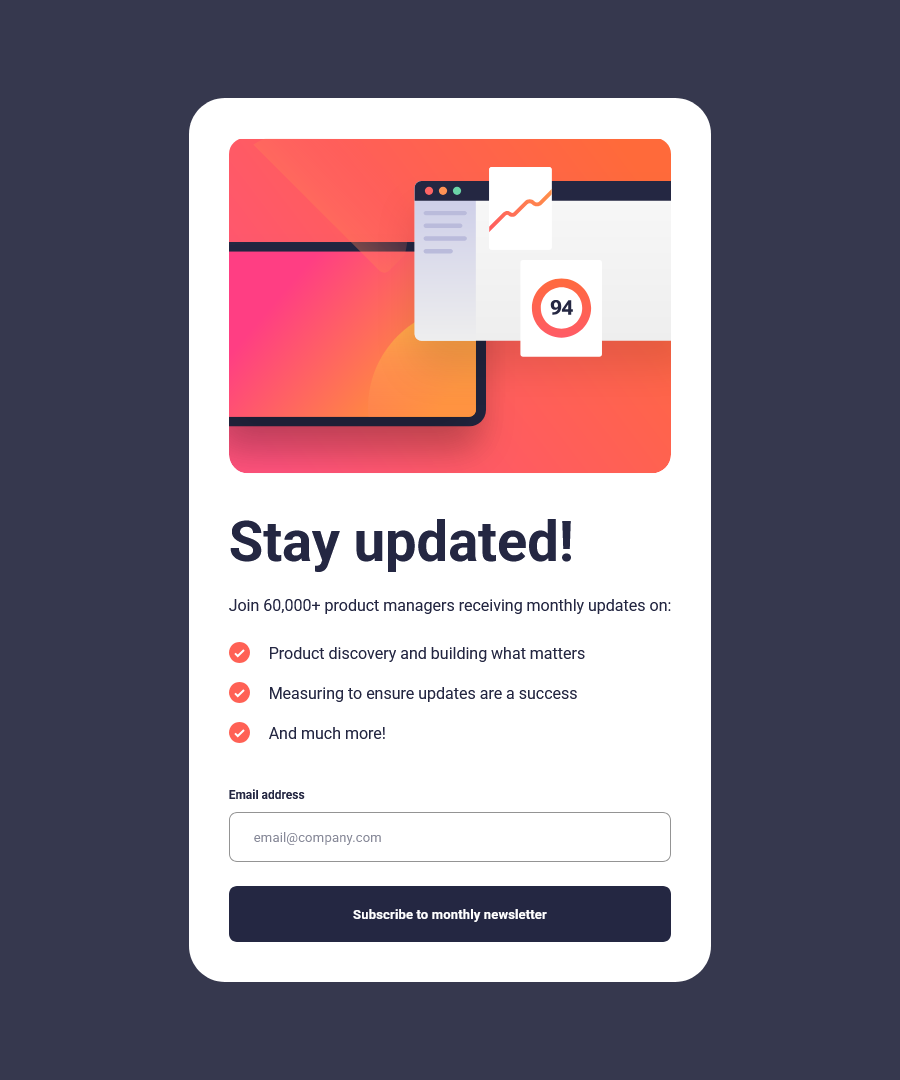 94
Stay updated!
Join 60,000+ product managers receiving monthly updates on:
Product discovery and building what matters
Measuring to ensure updates are a success
And much more!
Email address
email@company.com
Subscribe to monthly newsletter